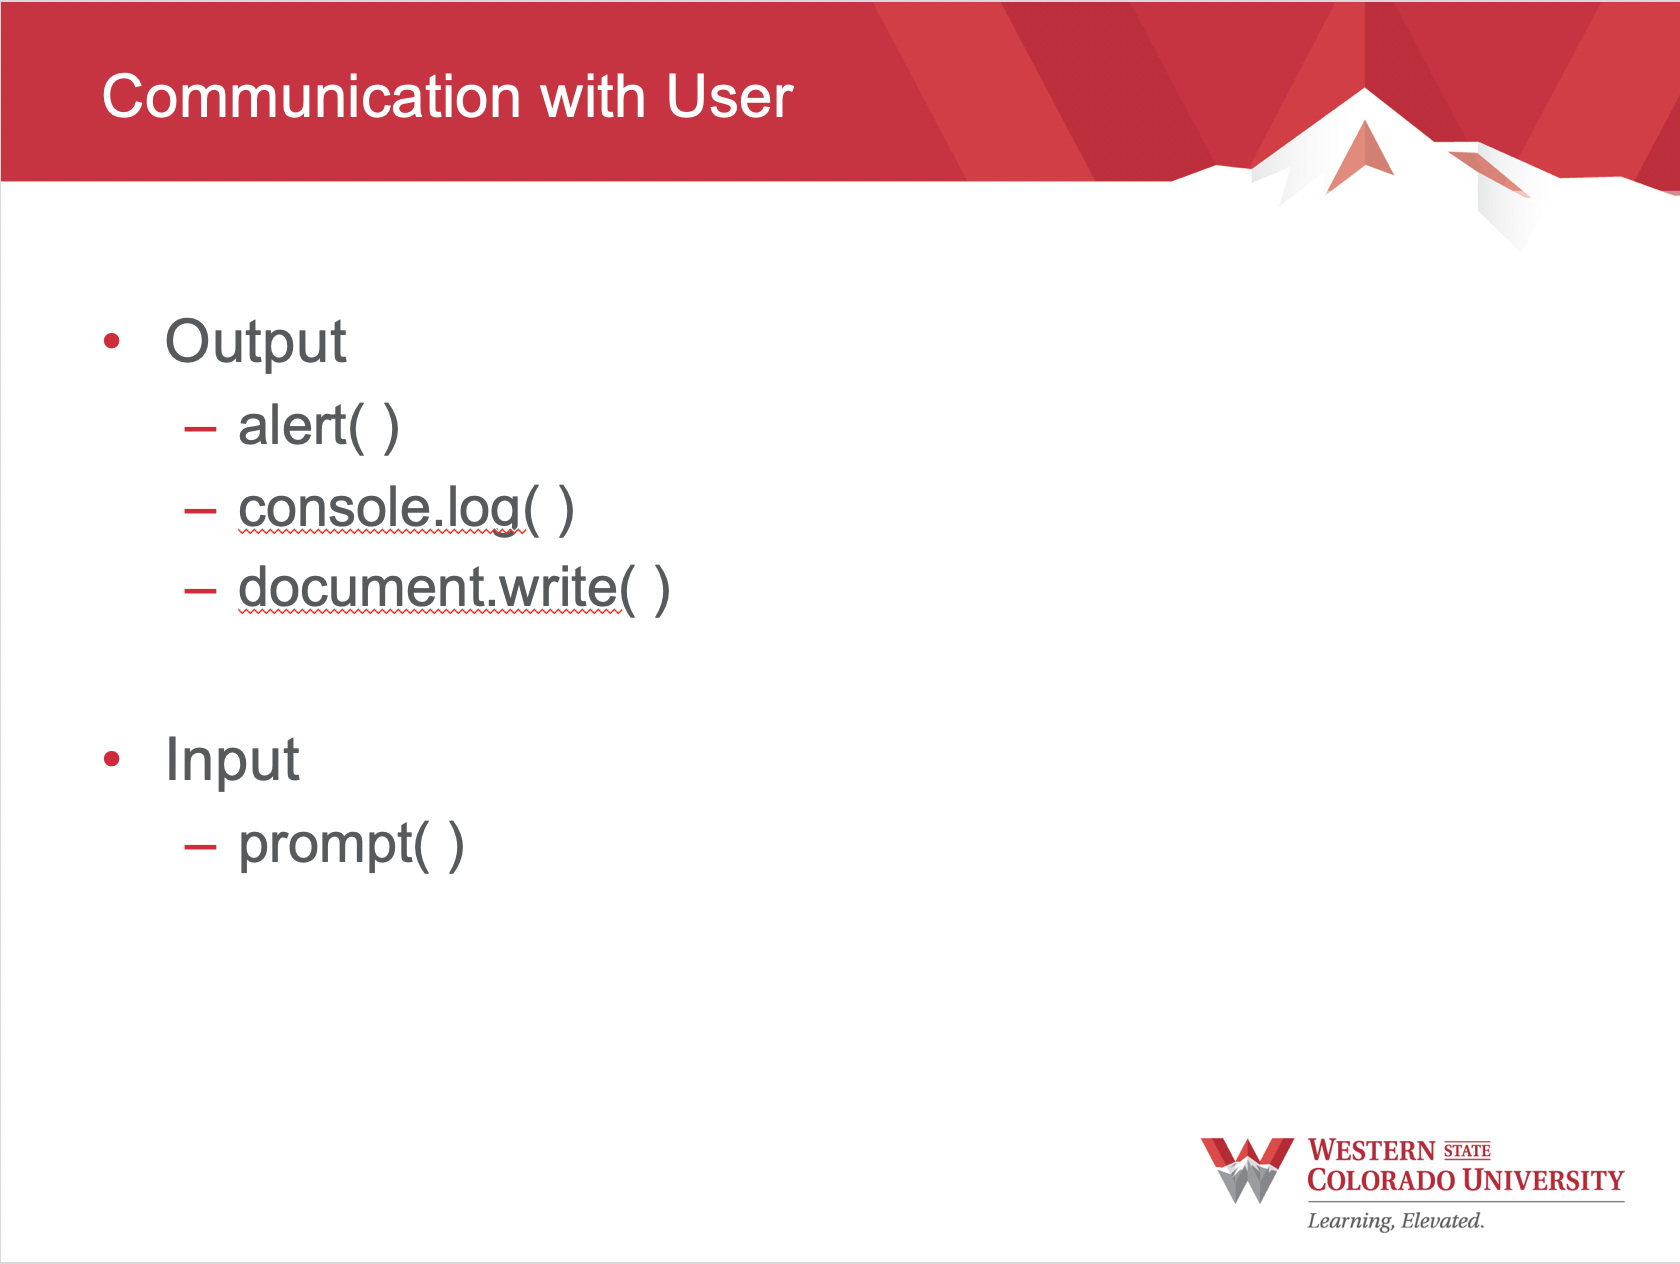 Communication with User
• Output
– alert( )
– console.log( )
– document.write( )
• Input
– prompt( )
WESTERN STATE
COLORADO UNIVERSITY
Learning, Elevated.